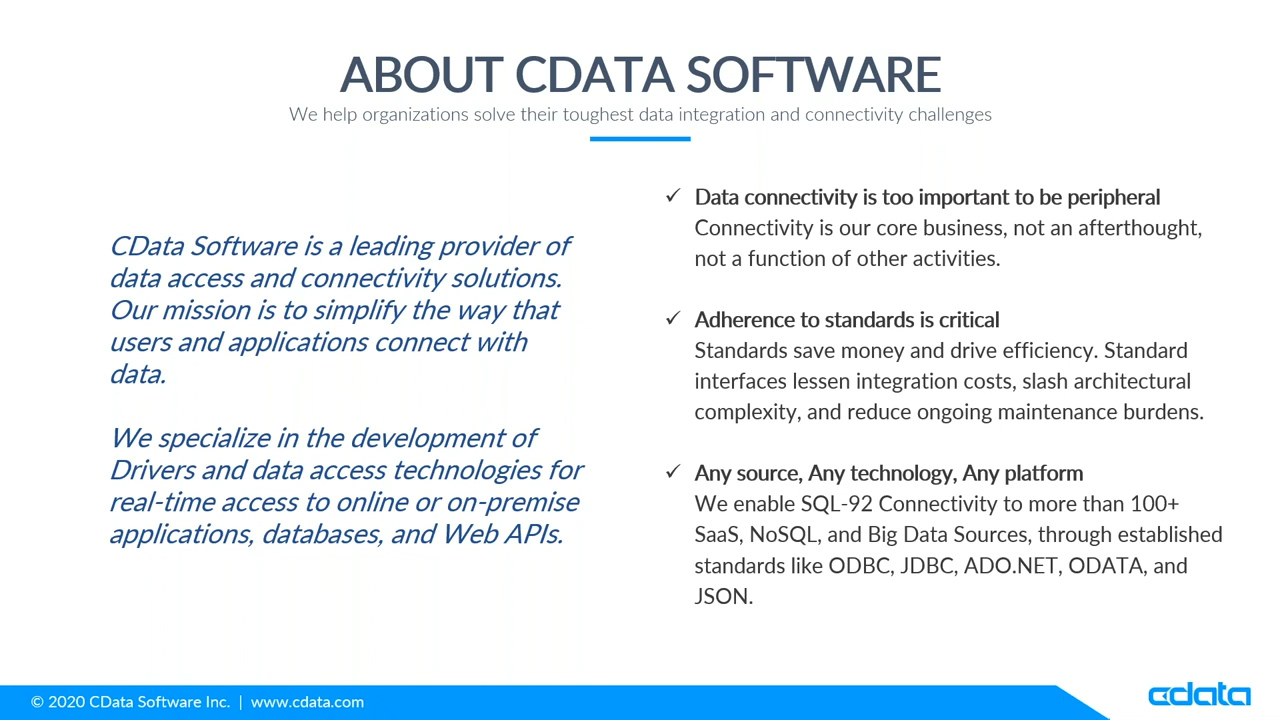 ABOUT CDATA SOFTWARE
We help organizations solve their toughest data integration and connectivity challenges
CData Software is a leading provider of
data access and connectivity solutions.
Our mission is to simplify the way that
users and applications connect with
data.
We specialize in the development of
Drivers and data access technologies for
real-time access to online or on-premise
applications, databases, and Web APIs.
✓ Data connectivity is too important to be peripheral
Connectivity is our core business, not an afterthought,
not a function of other activities.
✓ Adherence to standards is critical
Standards save money and drive efficiency. Standard
interfaces lessen integration costs, slash architectural
complexity, and reduce ongoing maintenance burdens.
✓ Any source, Any technology, Any platform
We enable SQL-92 Connectivity to more than 100+
SaaS, NoSQL, and Big Data Sources, through established
standards like ODBC, JDBC, ADO.NET, ODATA, and
JSON.
© 2020 CData Software Inc. | www.cdata.com
cdata